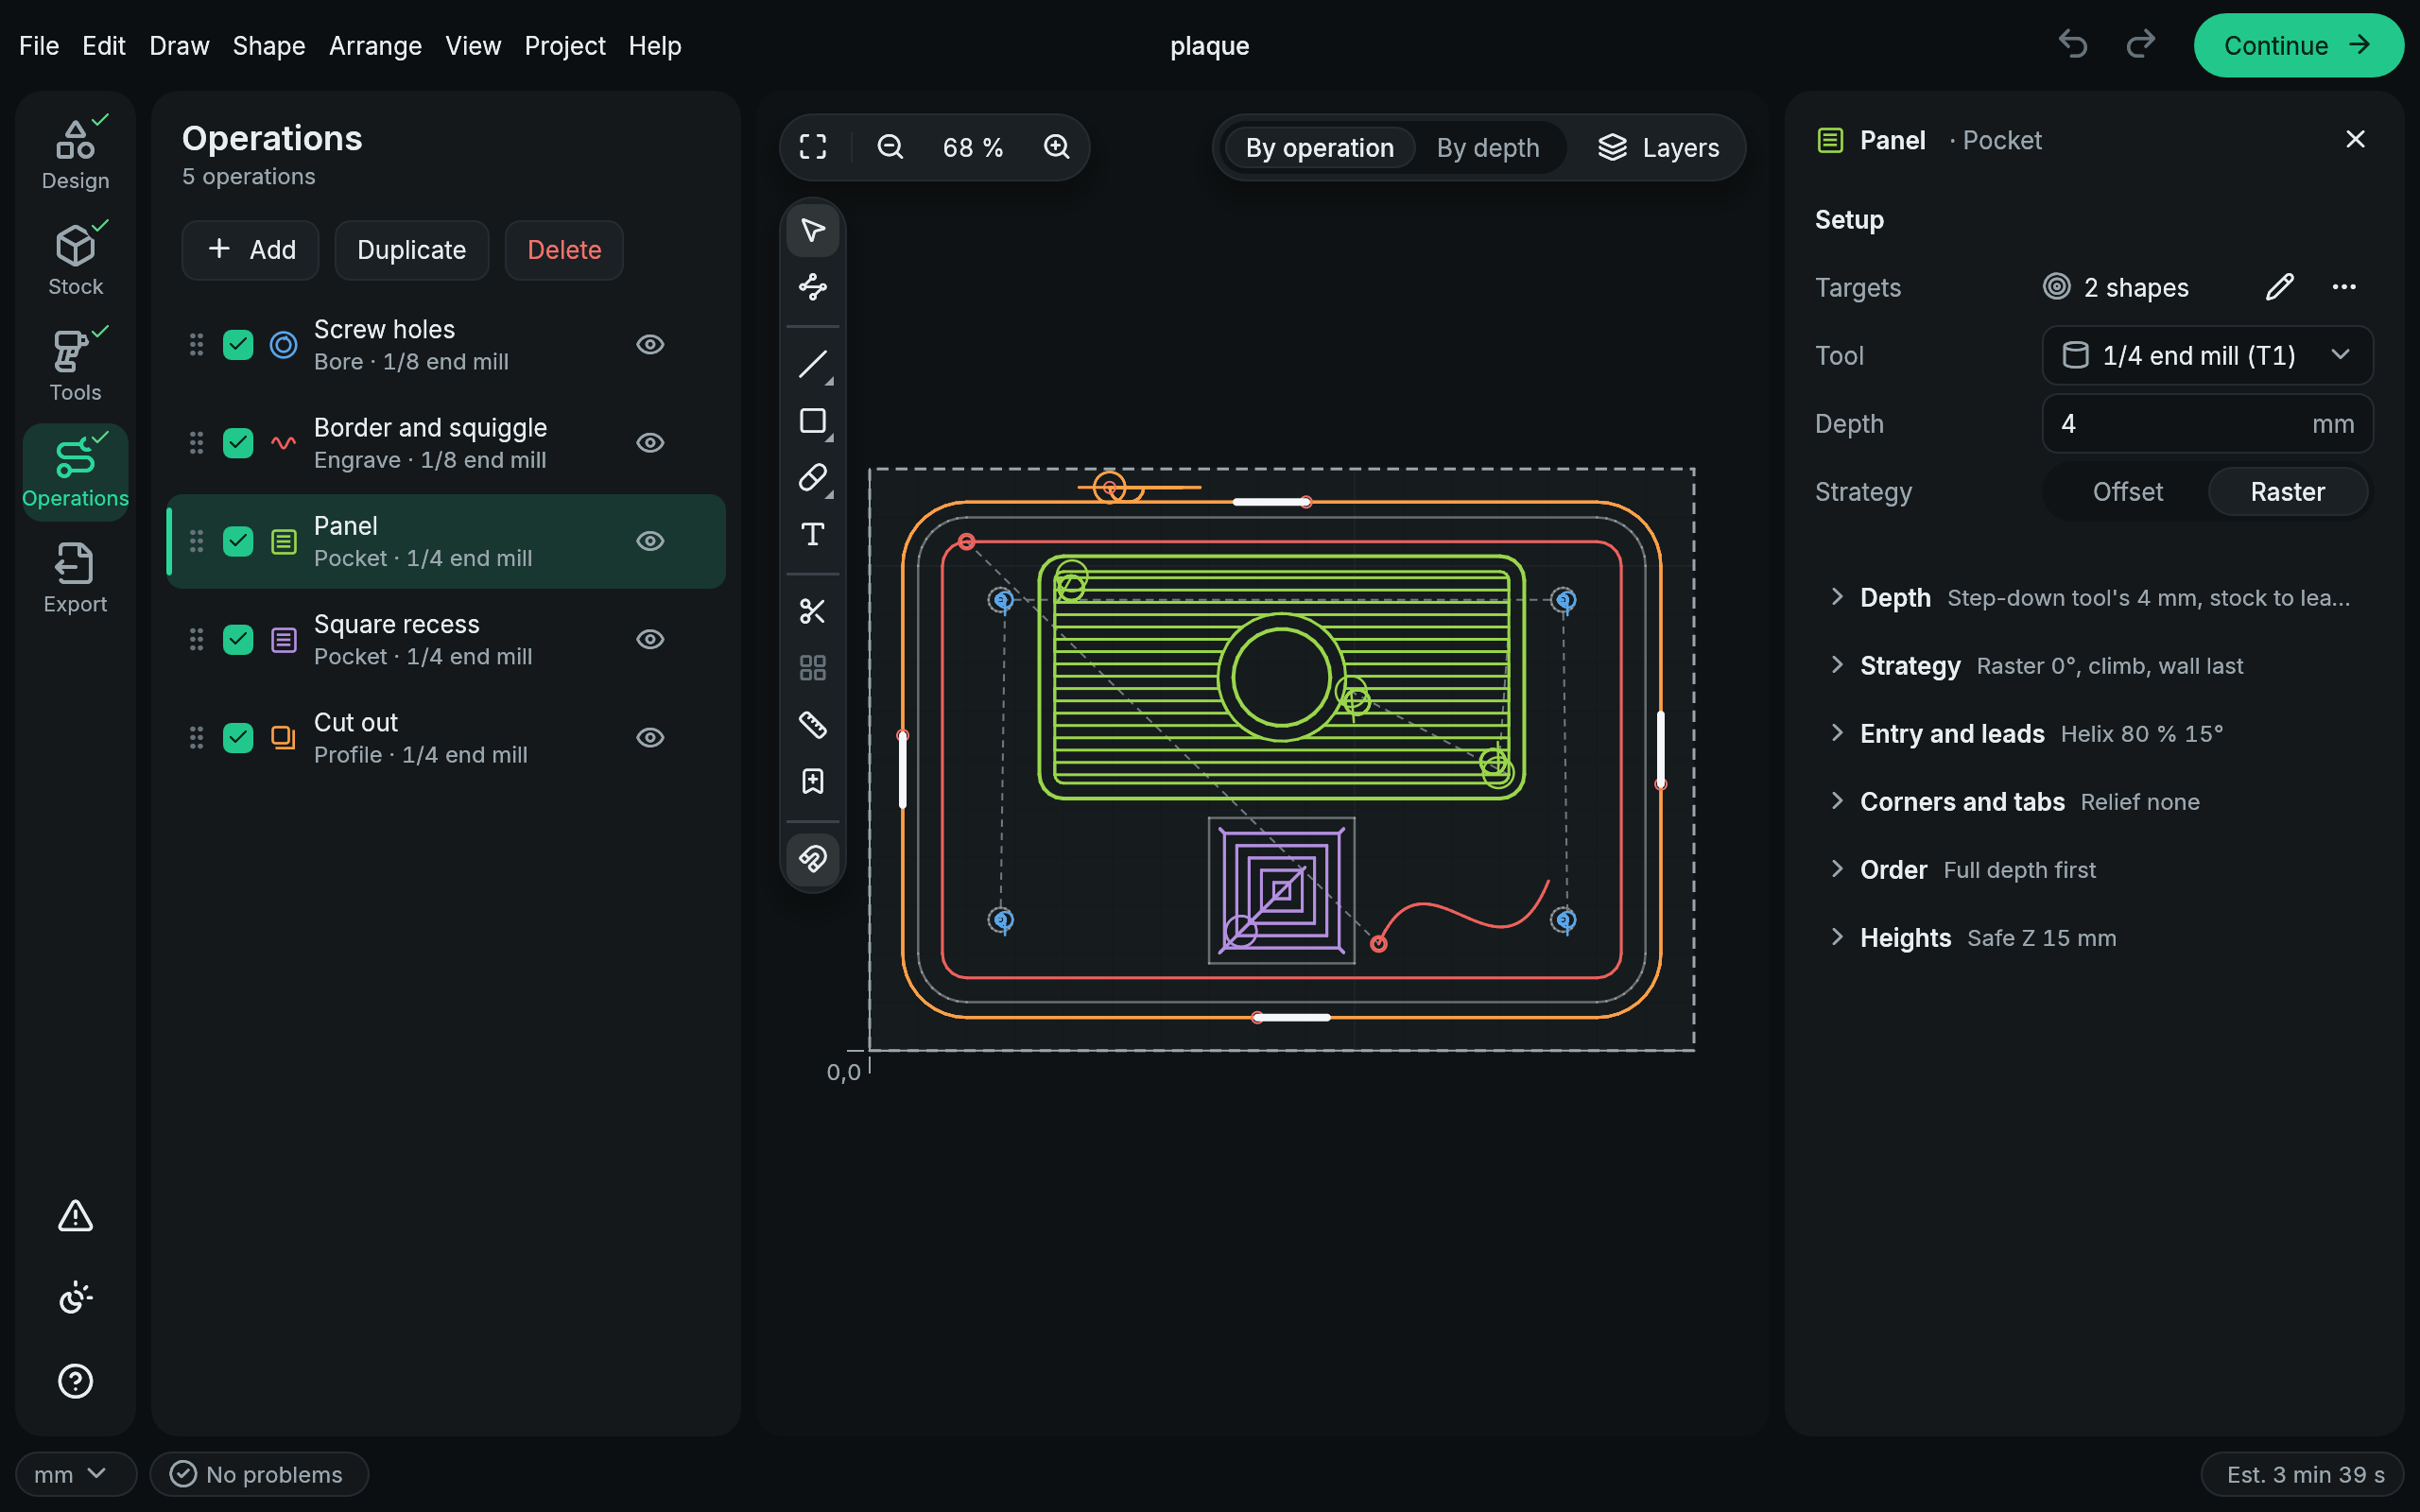 File Edit Draw Shape Arrange View Project Help
plaque
Continue
Design
Stock
Tools
Operations
Export
Operations
5 operations
Add
Duplicate
Delete
Screw holes
Bore · 1/8 end mill
Border and squiggle
Engrave · 1/8 end mill
Panel
Pocket · 1/4 end mill
Square recess
Pocket · 1/4 end mill
Cut out
Profile · 1/4 end mill
68 %
By operation
By depth
Layers
0,0
Panel · Pocket
Setup
Targets 2 shapes
Tool 1/4 end mill (T1)
Depth 4 mm
Strategy Offset Raster
Depth Step-down tool's 4 mm, stock to lea...
Strategy Raster 0°, climb, wall last
Entry and leads Helix 80 % 15°
Corners and tabs Relief none
Order Full depth first
Heights Safe Z 15 mm
mm
No problems
Est. 3 min 39 s